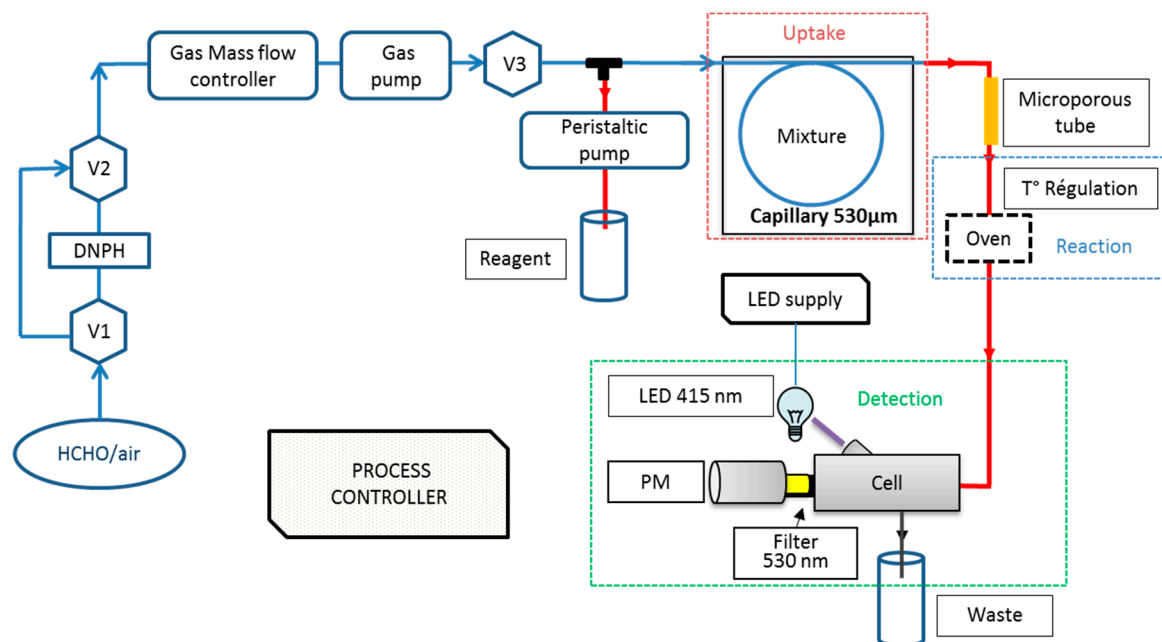 Uptake
Gas Mass flow
controller
Gas
pump
V3
Mixture
Capillary 530µm
Peristaltic
pump
Microporous
tube
V2
DNPH
V1
Reagent
T° Régulation
Oven
Reaction
LED supply
LED 415 nm
Detection
HCHO/air
PROCESS
CONTROLLER
PM
Cell
Filter
530 nm
Waste